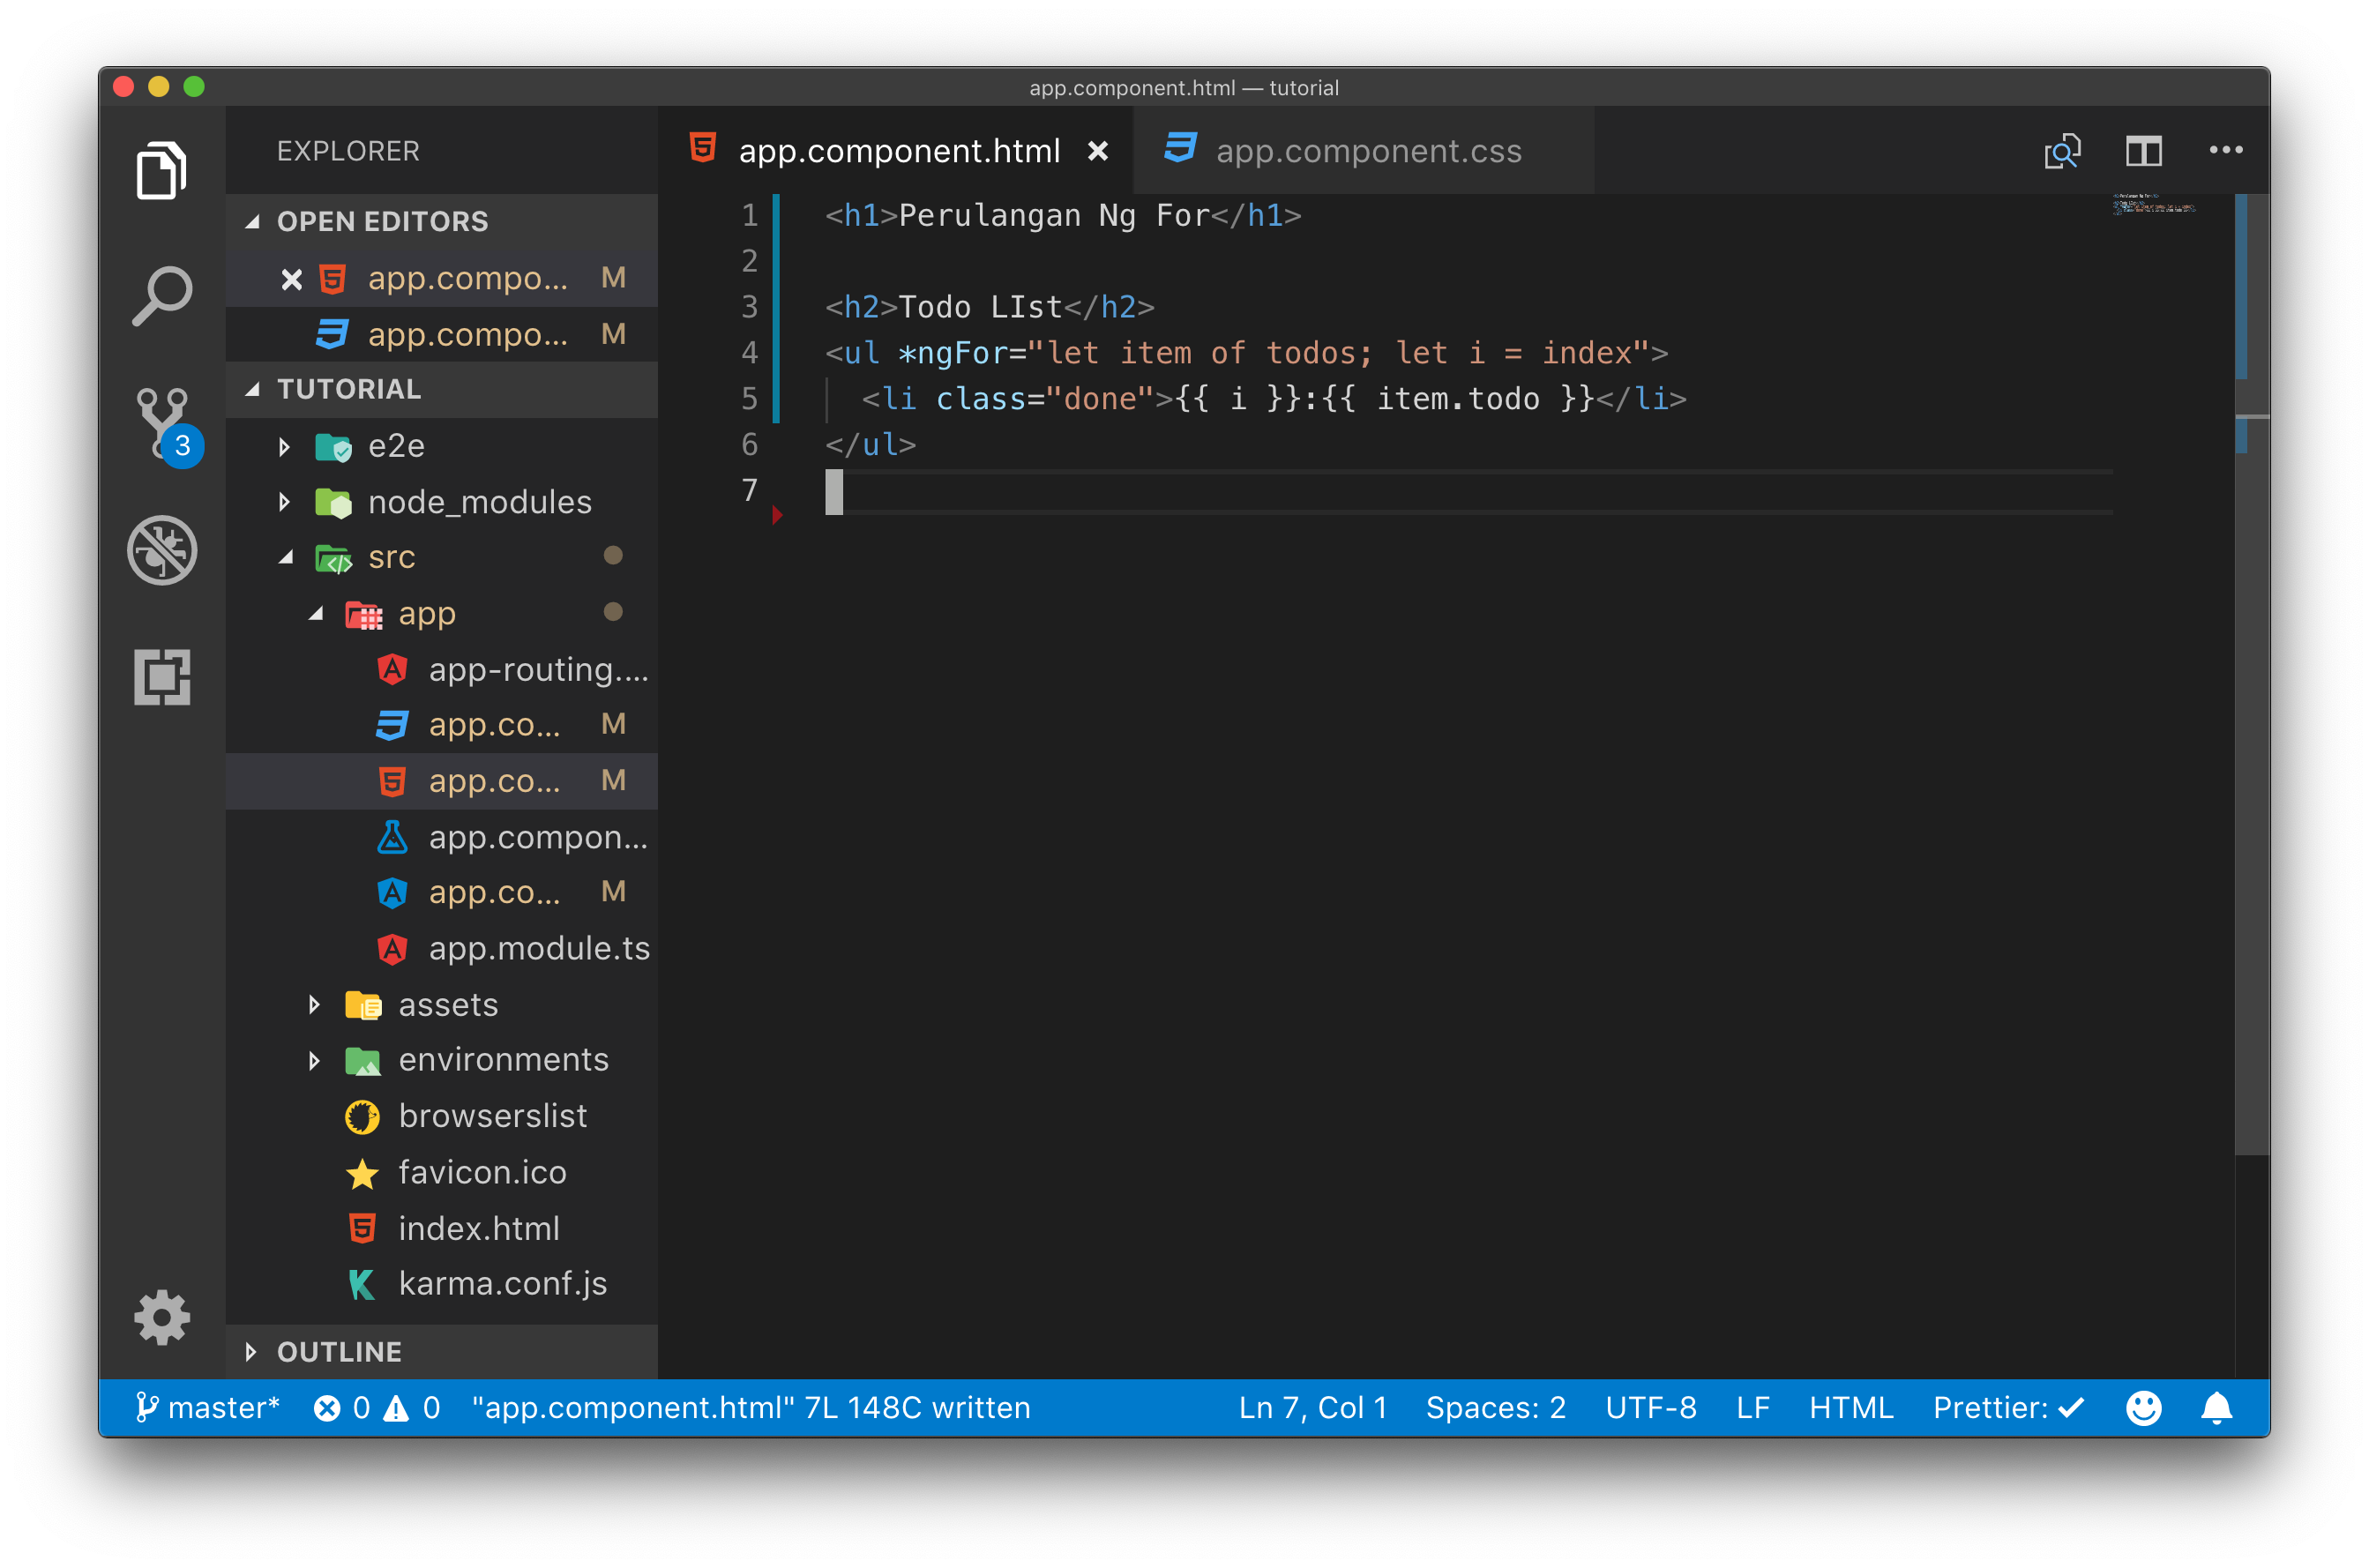 app.component.html — tutorial
EXPLORER
OPEN EDITORS
app.compo... M
app.compo... M
TUTORIAL
e2e
node_modules
src
app
app-routing....
app.co... M
app.co... M
app.compon...
app.co... M
app.module.ts
assets
environments
browserslist
favicon.ico
index.html
karma.conf.js
OUTLINE
3
app.component.html
app.component.css
1 <h1>Perulangan Ng For</h1>
2
3 <h2>Todo LIst</h2>
4 <ul *ngFor="let item of todos; let i = index">
5 <li class="done">{{ i }}:{{ item.todo }}</li>
6 </ul>
7
master* 0 0 "app.component.html" 7L 148C written Ln 7, Col 1 Spaces: 2 UTF-8 LF HTML Prettier: ✓